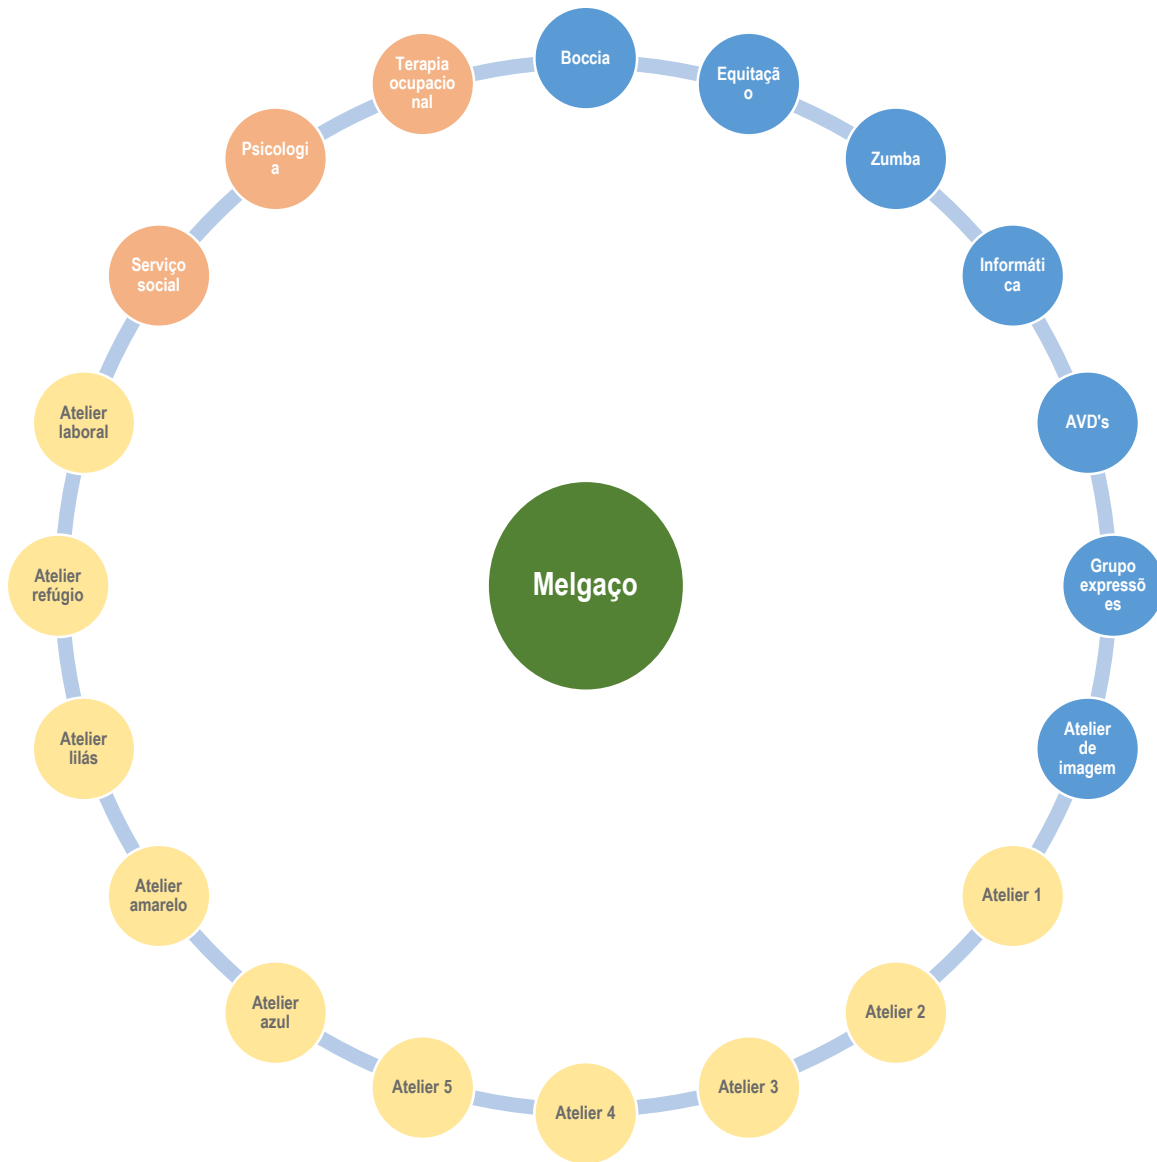 Boccia
Equitaçã
o
Zumba
Informáti
ca
AVD's
Grupo
expressõ
es
Atelier
de
imagem
Atelier 1
Atelier 2
Atelier 3
Atelier 4
Atelier 5
Atelier
azul
Atelier
amarelo
Atelier
lilás
Atelier
refúgio
Atelier
laboral
Serviço
social
Psicologi
a
Terapia
ocupacio
nal
Melgaço